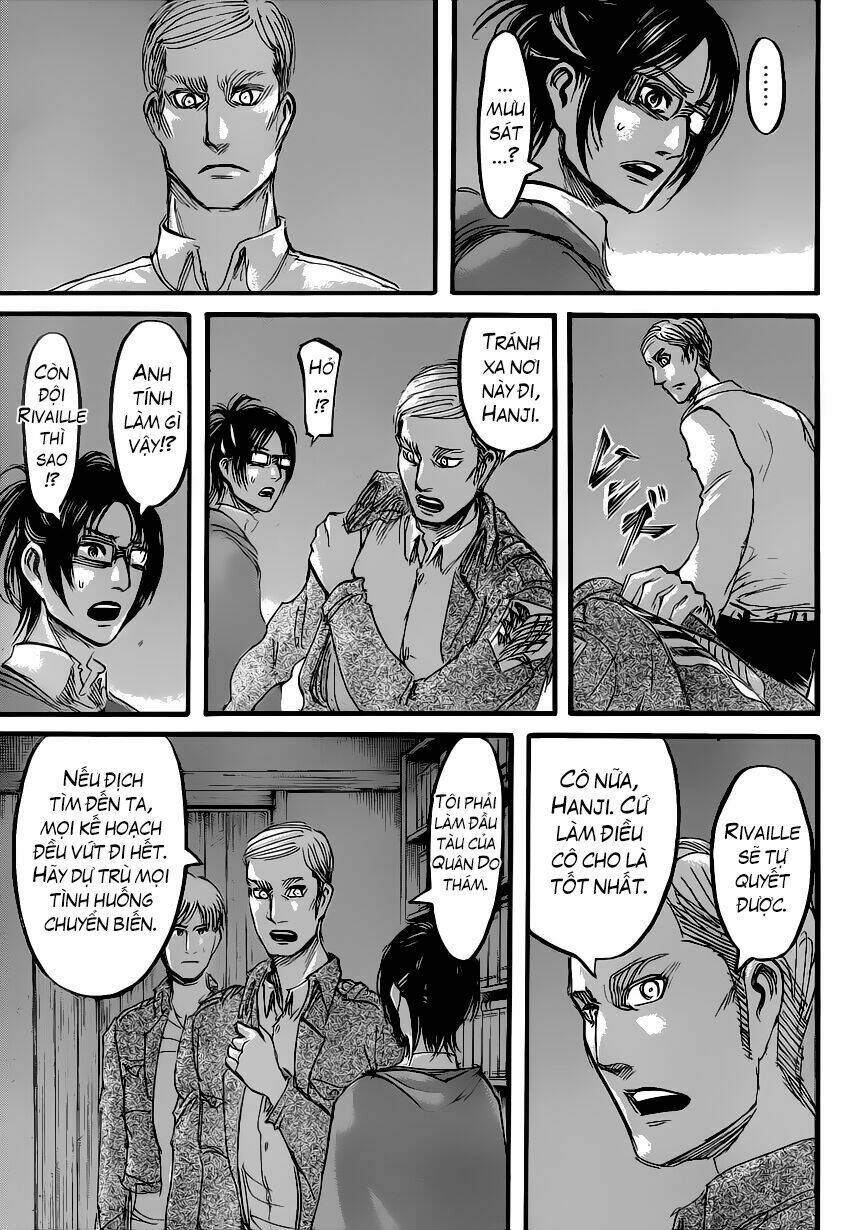 ……
…
MƯU
SÁT
…?
TRÁNH
XA NƠI
NÀY ĐI,
HANJI.
HỞ
…
!?
ANH
TÍNH
LÀM GÌ
VẬY!?
CÒN
ĐỘI
RIVAILLE
THÌ
SAO
!?
RIVAILLE
SẼ TỰ
QUYẾT
ĐƯỢC.
CÔ NỮA,
HANJI. CỨ
LÀM ĐIỀU
CÔ CHO LÀ
TỐT NHẤT.
TÔI PHẢI
LÀM ĐẦU
TÀU CỦA
QUÂN DO
THÁM.
NẾU ĐỊCH
TÌM ĐẾN TA,
MỌI KẾ HOẠCH
ĐỀU VỨT ĐI HẾT.
HÃY DỰ TRÙ MỌI
TÌNH HUỐNG
CHUYỂN BIẾN.